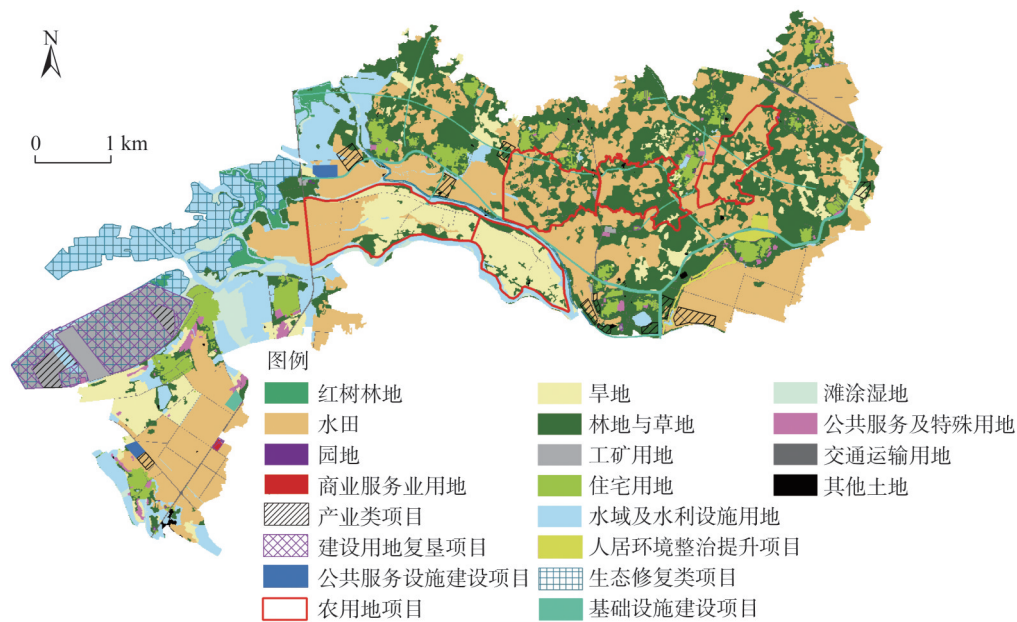 N
0 1 km
图例
红树林地 旱地 滩涂湿地
水田 林地与草地 公共服务及特殊用地
园地 工矿用地 交通运输用地
商业服务业用地 住宅用地 其他土地
产业类项目 水域及水利设施用地
建设用地复垦项目 人居环境整治提升项目
公共服务设施建设项目 生态修复类项目
农用地项目 基础设施建设项目